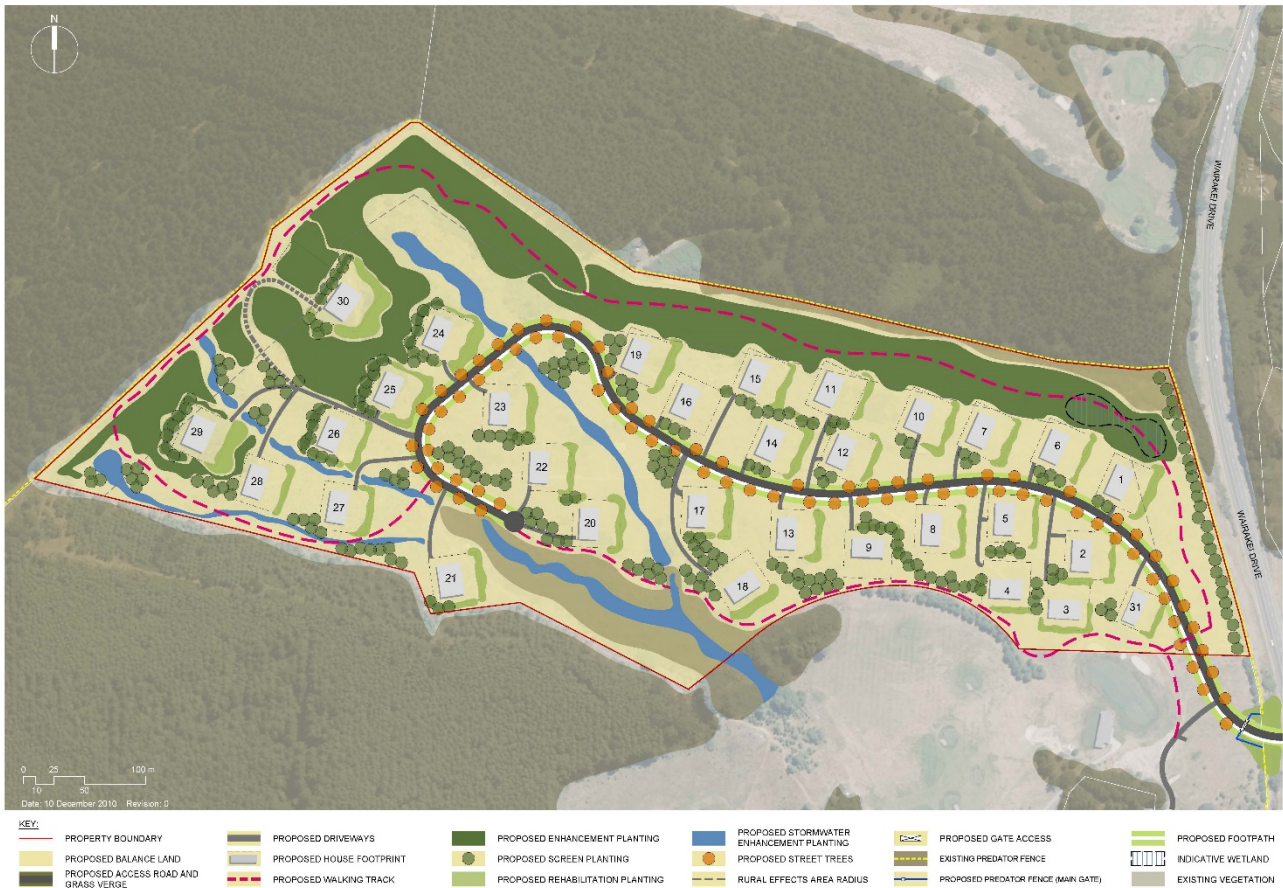 N
WAIRAKEI DRIVE
30
24
19
15
11
25
23
16
10
7
6
29
26
14
12
1
22
28
27
17
13
9
8
5
2
20
21
18
4
3
31
WAIRAKEI DRIVE
0 25 100 m
10 50
Date: 10 December 2010 Revision: 0
KEY:
PROPERTY BOUNDARY
PROPOSED BALANCE LAND
PROPOSED ACCESS ROAD AND
GRASS VERGE
PROPOSED DRIVEWAYS
PROPOSED HOUSE FOOTPRINT
PROPOSED WALKING TRACK
PROPOSED ENHANCEMENT PLANTING
PROPOSED SCREEN PLANTING
PROPOSED REHABILITATION PLANTING
PROPOSED STORMWATER
ENHANCEMENT PLANTING
PROPOSED STREET TREES
RURAL EFFECTS AREA RADIUS
PROPOSED GATE ACCESS
EXISTING PREDATOR FENCE
PROPOSED PREDATOR FENCE (MAIN GATE)
PROPOSED FOOTPATH
INDICATIVE WETLAND
EXISTING VEGETATION